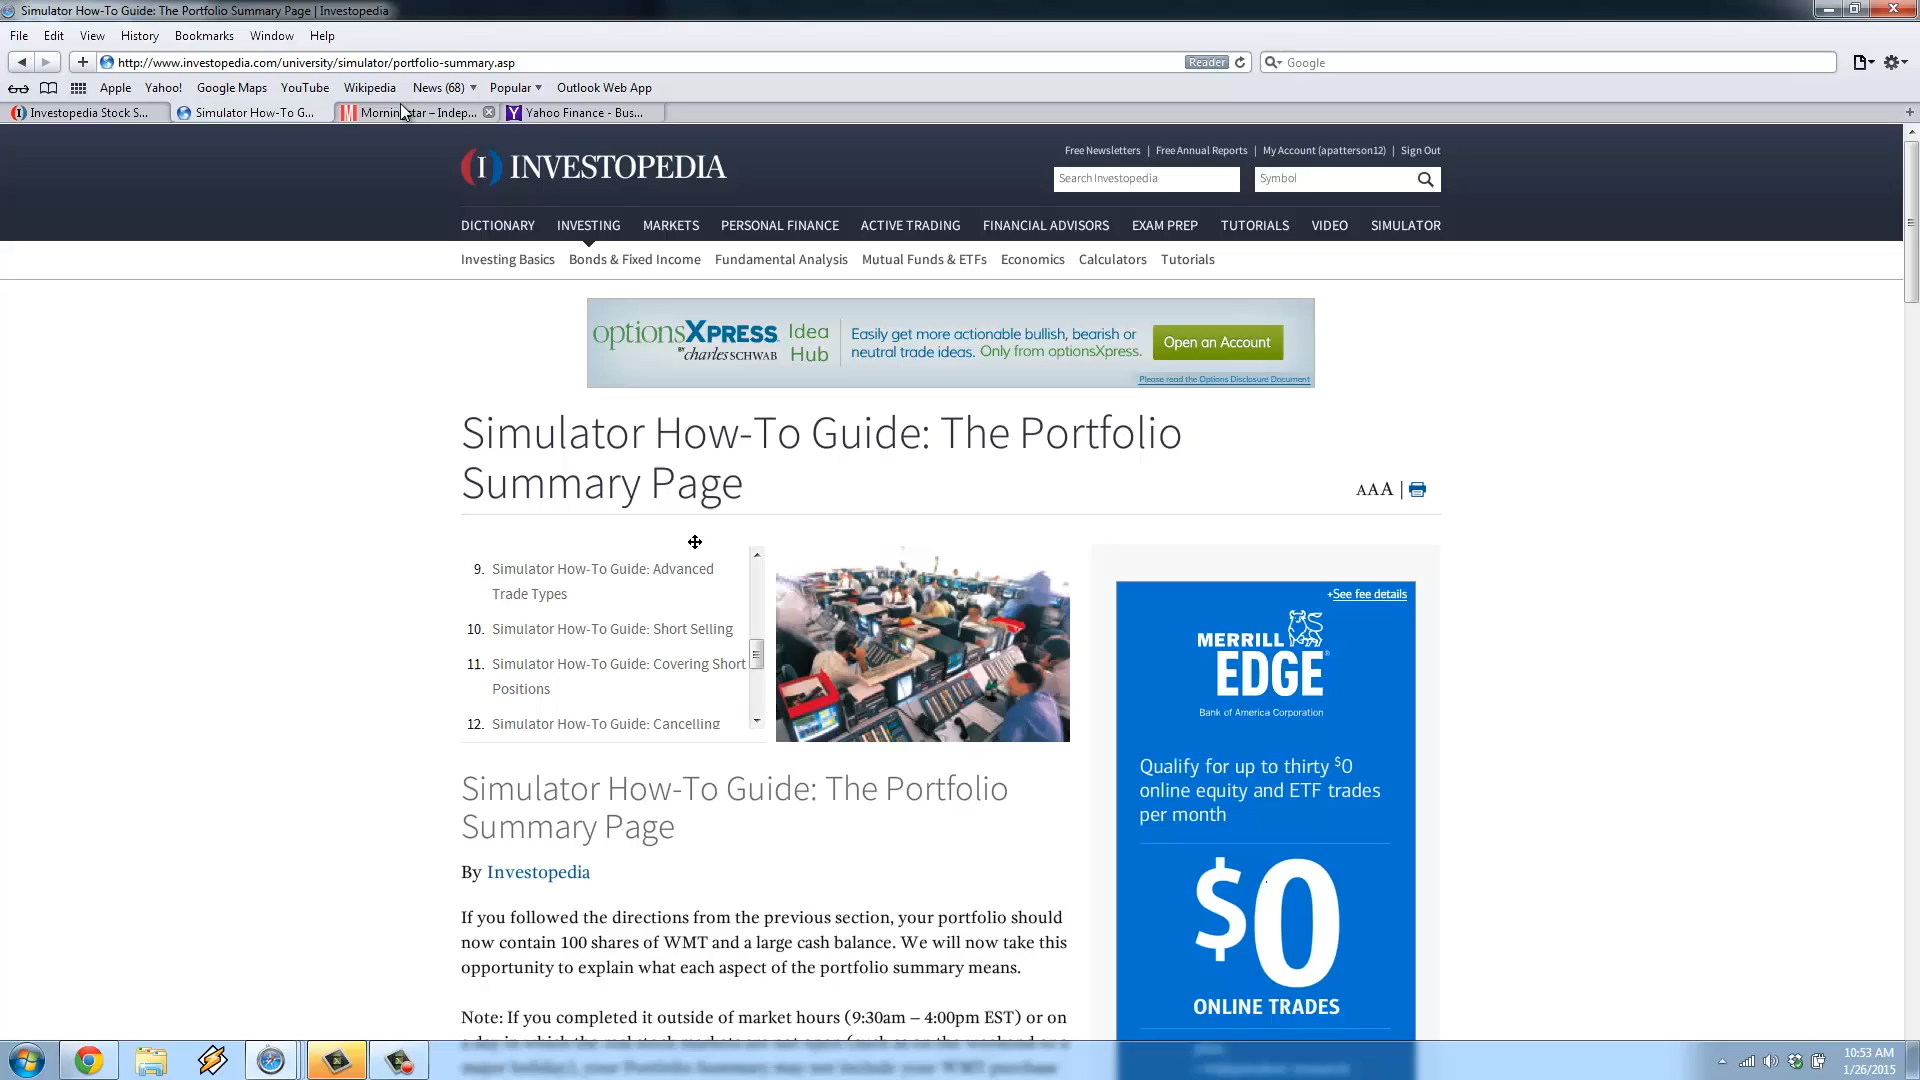 Simulator How-To Guide: The Portfolio Summary Page | Investopedia
File Edit View History Bookmarks Window Help
http://www.investopedia.com/university/simulator/portfolio-summary.asp Reader Google
Apple Yahoo! Google Maps YouTube Wikipedia News (68) Popular Outlook Web App
Investopedia Stock S... Simulator How-To G... Morningstar – Indep... Yahoo Finance - Bus...
Free Newsletters | Free Annual Reports | My Account (apatterson12) | Sign Out
INVESTOPEDIA
Search Investopedia Symbol
DICTIONARY INVESTING MARKETS PERSONAL FINANCE ACTIVE TRADING FINANCIAL ADVISORS EXAM PREP TUTORIALS VIDEO SIMULATOR
Investing Basics Bonds & Fixed Income Fundamental Analysis Mutual Funds & ETFs Economics Calculators Tutorials
optionsXPRESS
BY charles SCHWAB
Idea
Hub
Easily get more actionable bullish, bearish or
neutral trade ideas. Only from optionsXpress.
Open an Account
Please read the Options Disclosure Document
Simulator How-To Guide: The Portfolio
Summary Page
AAA |
9. Simulator How-To Guide: Advanced
Trade Types
10. Simulator How-To Guide: Short Selling
11. Simulator How-To Guide: Covering Short
Positions
12. Simulator How-To Guide: Cancelling
Simulator How-To Guide: The Portfolio
Summary Page
By Investopedia
If you followed the directions from the previous section, your portfolio should
now contain 100 shares of WMT and a large cash balance. We will now take this
opportunity to explain what each aspect of the portfolio summary means.
Note: If you completed it outside of market hours (9:30am – 4:00pm EST) or on
+See fee details
MERRILL
EDGE®
Bank of America Corporation
Qualify for up to thirty $0
online equity and ETF trades
per month
$0
ONLINE TRADES
10:53 AM
1/26/2015